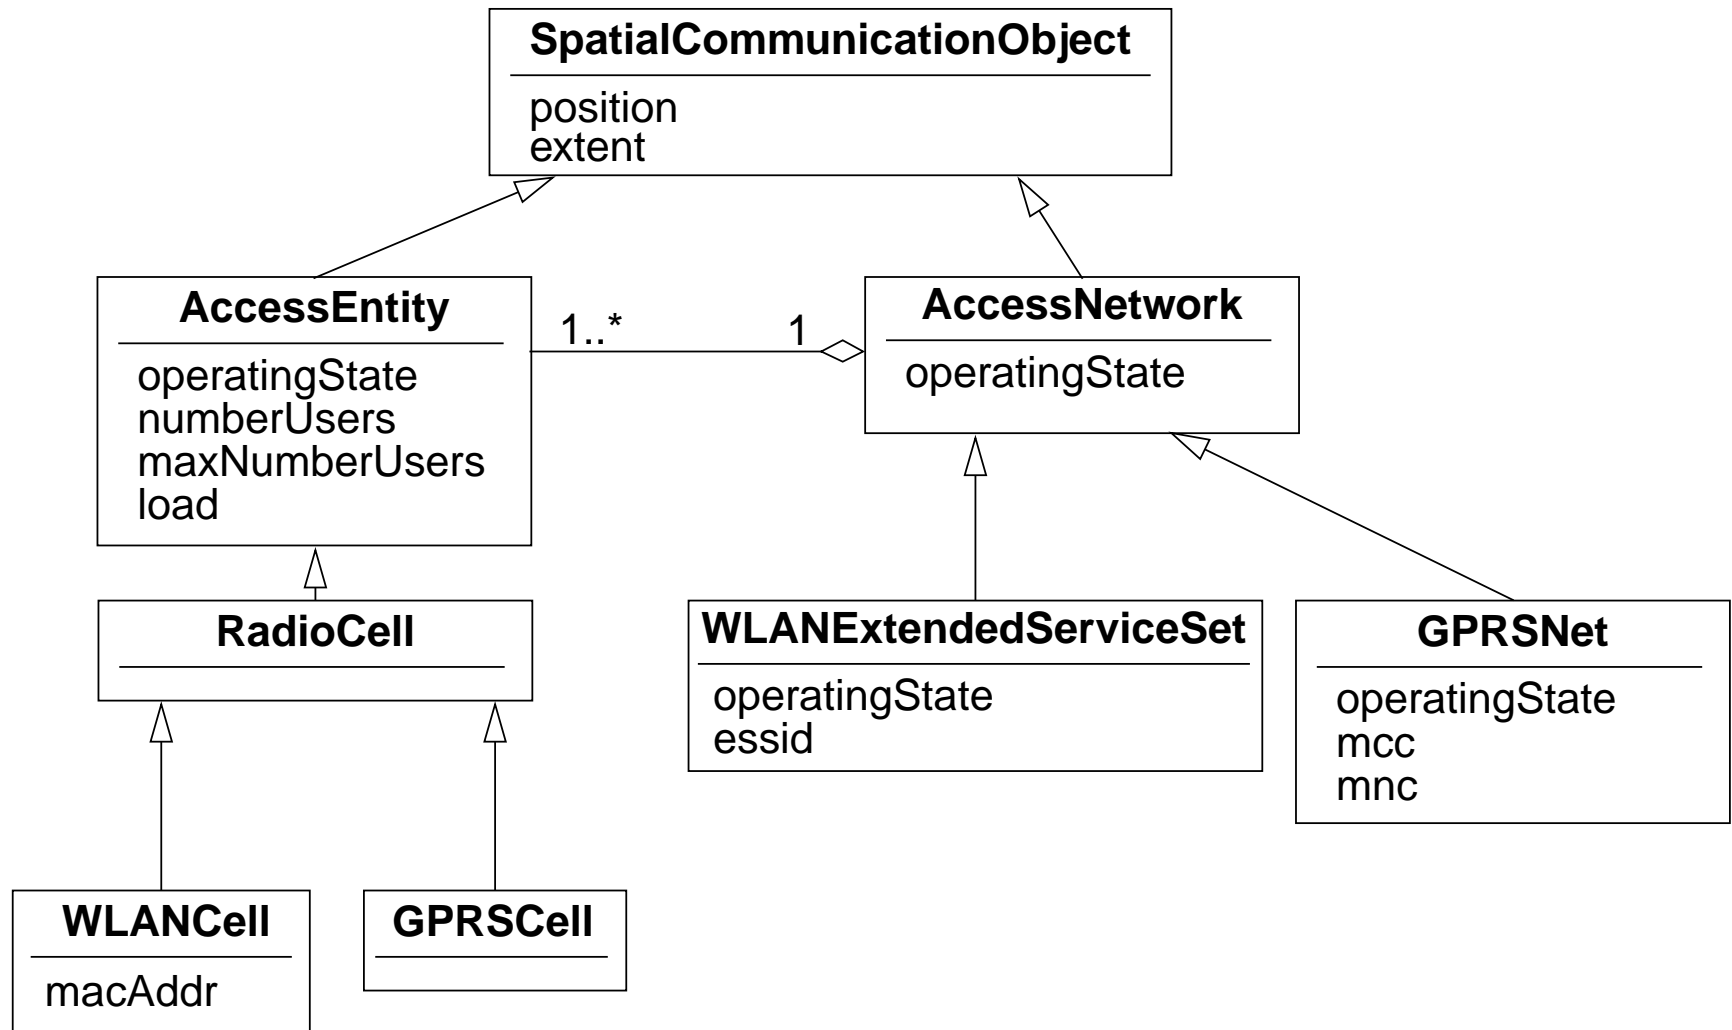 SpatialCommunicationObject
position
extent
AccessEntity
operatingState
numberUsers
maxNumberUsers
load
1..*
1
AccessNetwork
operatingState
RadioCell
WLANExtendedServiceSet
operatingState
essid
GPRSNet
operatingState
mcc
mnc
WLANCell
macAddr
GPRSCell